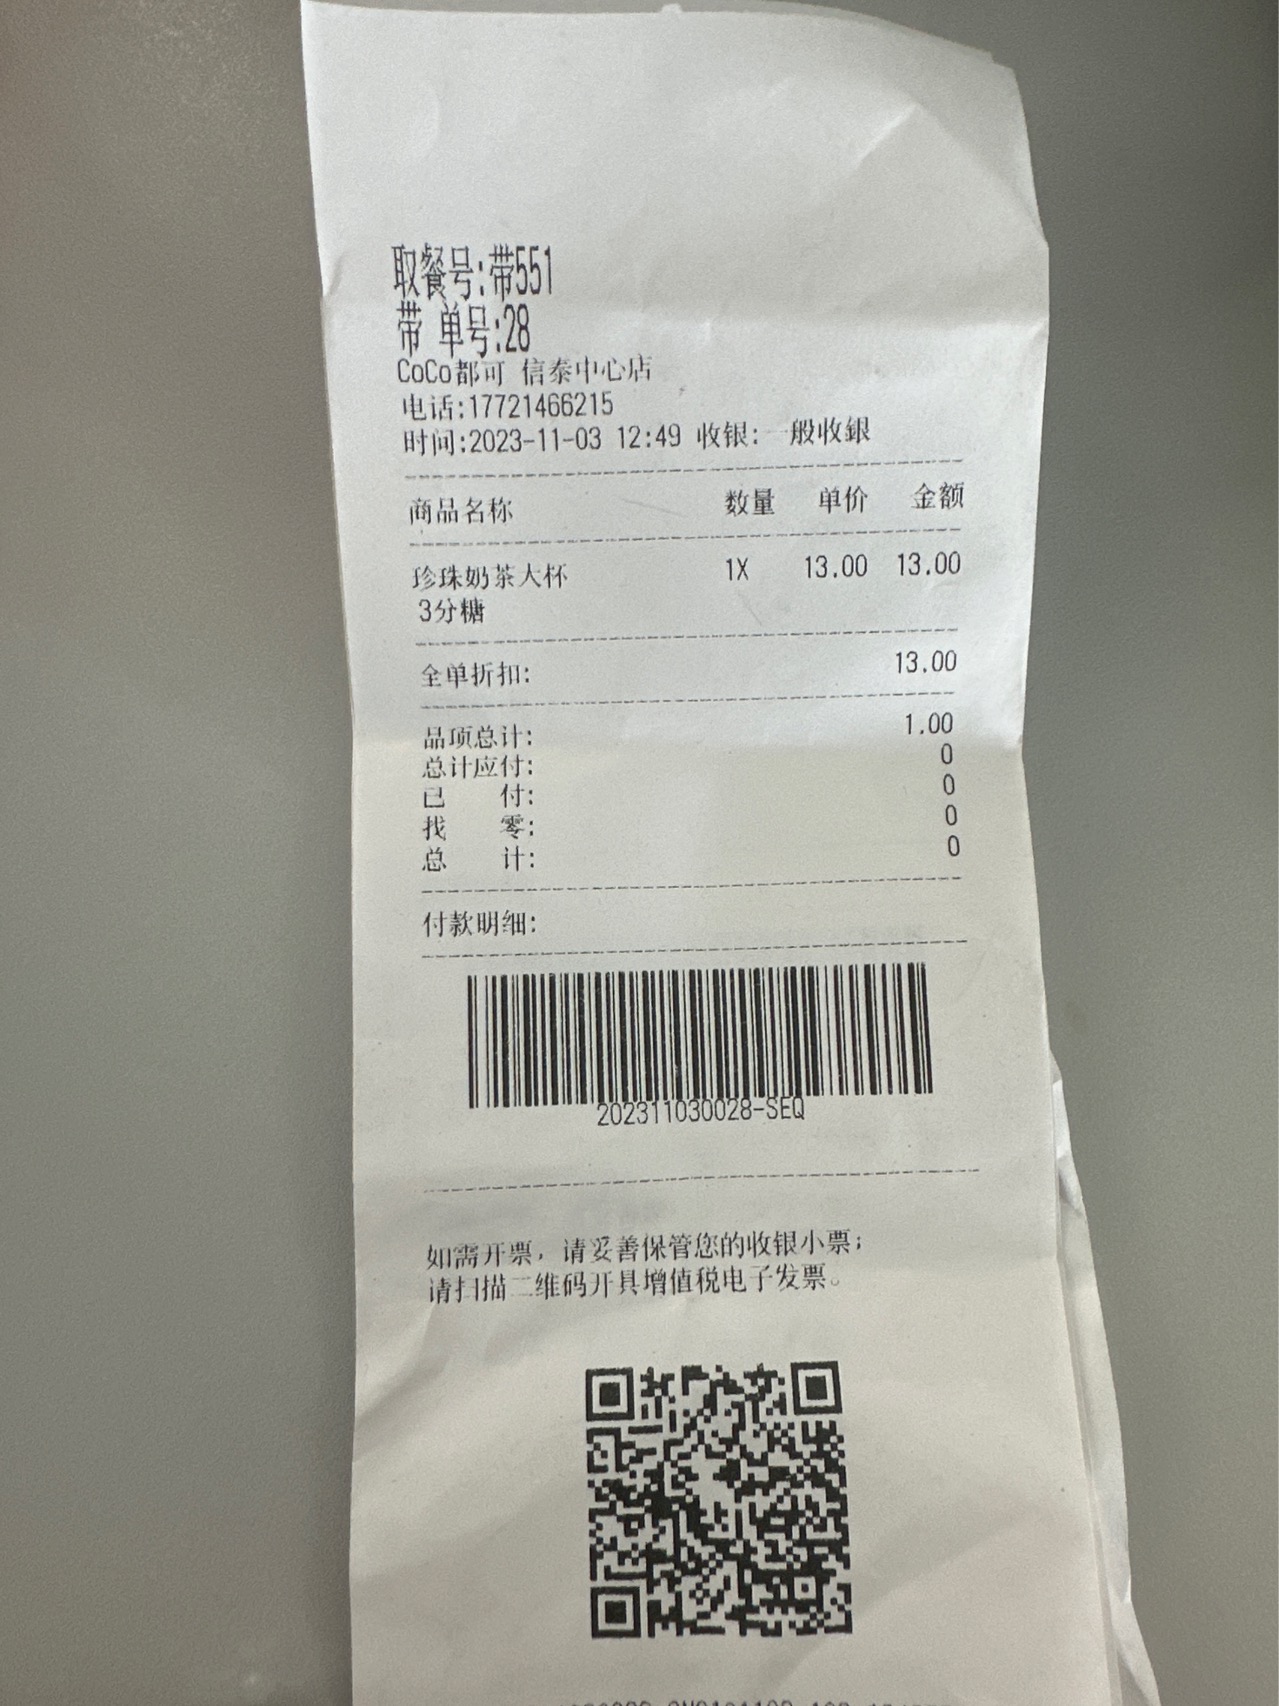 取餐号:带551
带 单号:28
CoCo都可 信泰中心店
电话:17721466215
时间:2023-11-03 12:49 收银: 一般收銀
商品名称 数量 单价 金额
珍珠奶茶大杯 1X 13.00 13.00
3分糖
全单折扣: 13.00
品项总计: 1.00
总计应付: 0
已 付: 0
找 零: 0
总 计: 0
付款明细:
202311030028-SEQ
如需开票，请妥善保管您的收银小票；
请扫描二维码开具增值税电子发票。